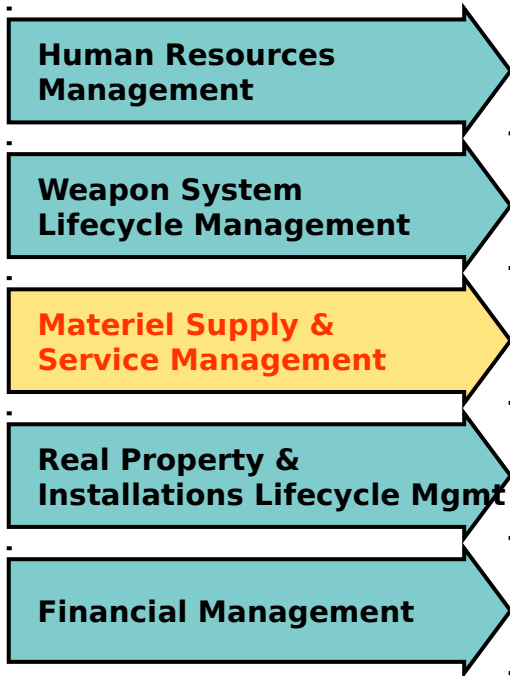 Human Resources
Management
Weapon System
Lifecycle Management
Materiel Supply &
Service Management
Real Property &
Installations Lifecycle Mgmt
Financial Management